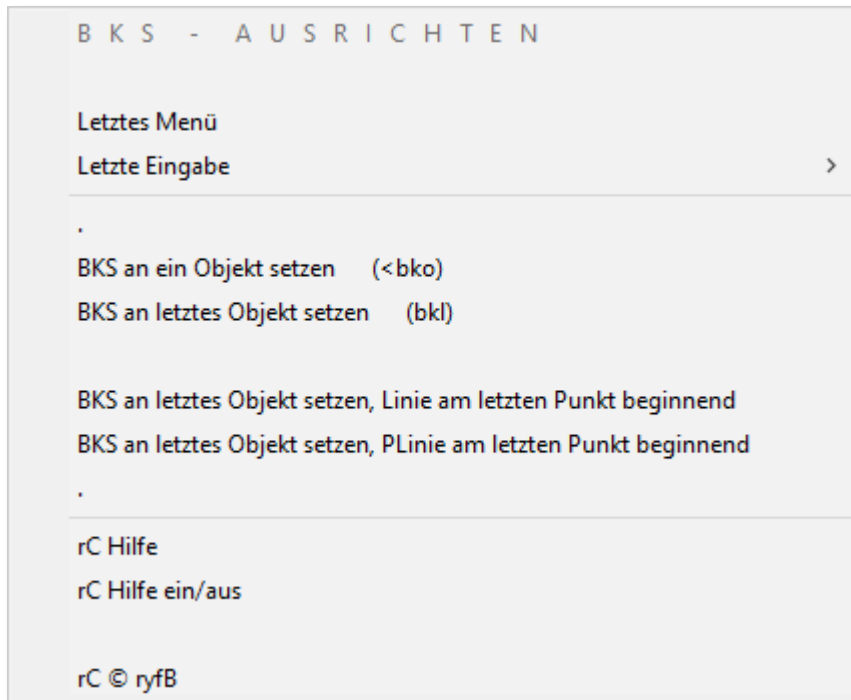 BKS - AUSRICHTEN
Letztes Menü
Letzte Eingabe >
.
BKS an ein Objekt setzen (<bko)
BKS an letztes Objekt setzen (bkl)
BKS an letztes Objekt setzen, Linie am letzten Punkt beginnend
BKS an letztes Objekt setzen, PLinie am letzten Punkt beginnend
.
rC Hilfe
rC Hilfe ein/aus
rC © ryfB